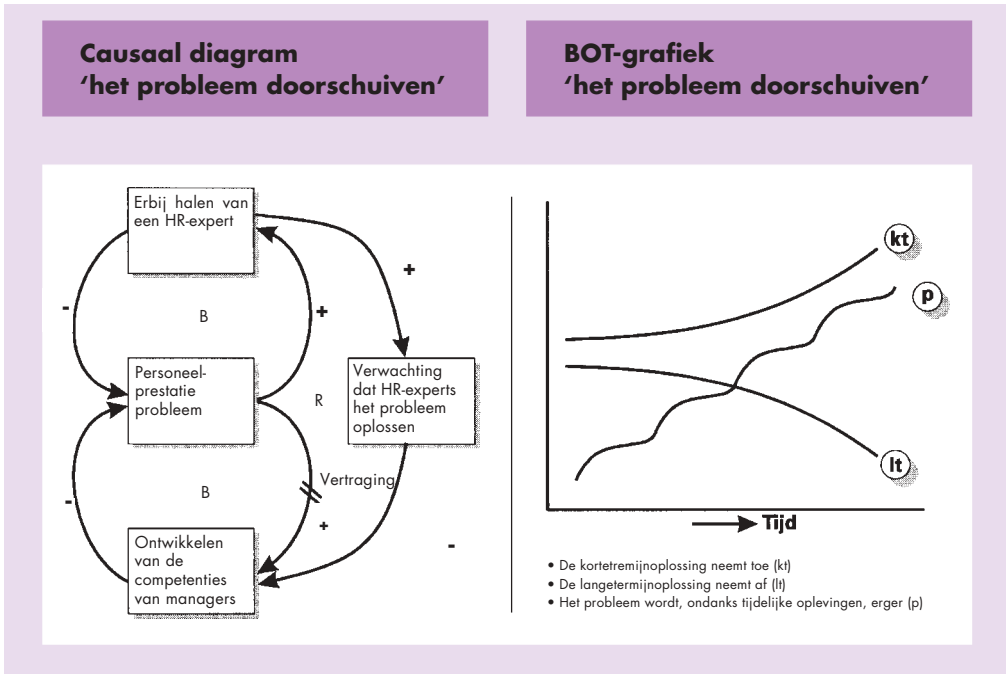 Causaal diagram
‘het probleem doorschuiven’
BOT-grafiek
‘het probleem doorschuiven’
Erbij halen van
een HR-expert
+
-
B
+
Personeel-
prestatie
probleem
R
Verwachting
dat HR-experts
het probleem
oplossen
Vertraging
-
B
+
-
Ontwikkelen
van de
competenties
van managers
kt
p
lt
Tijd
• De kortetremijnoplossing neemt toe (kt)
• De langetermijnoplossing neemt af (lt)
• Het probleem wordt, ondanks tijdelijke oplevingen, erger (p)